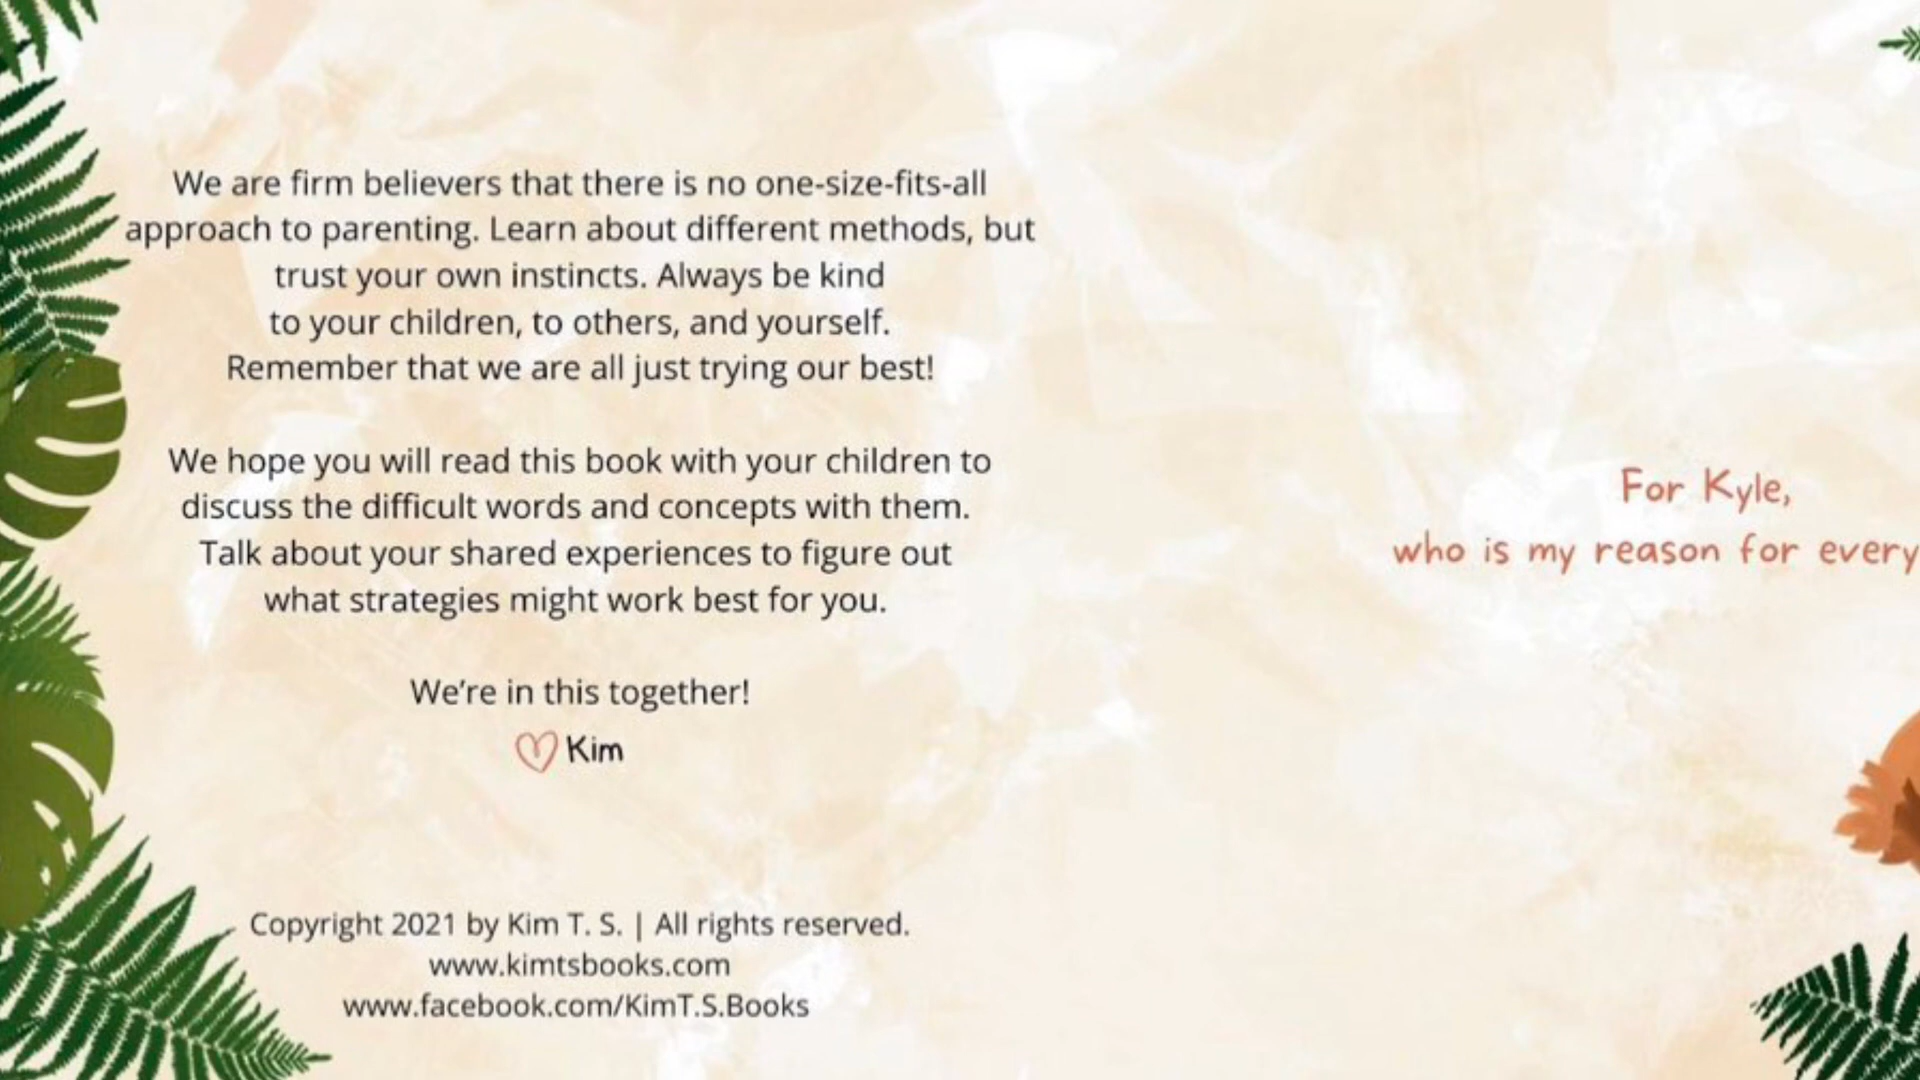 We are firm believers that there is no one-size-fits-all
approach to parenting. Learn about different methods, but
trust your own instincts. Always be kind
to your children, to others, and yourself.
Remember that we are all just trying our best!
We hope you will read this book with your children to
discuss the difficult words and concepts with them.
Talk about your shared experiences to figure out
what strategies might work best for you.
We’re in this together!
Kim
Copyright 2021 by Kim T. S. | All rights reserved.
www.kimtsbooks.com
www.facebook.com/KimT.S.Books
For Kyle,
who is my reason for every